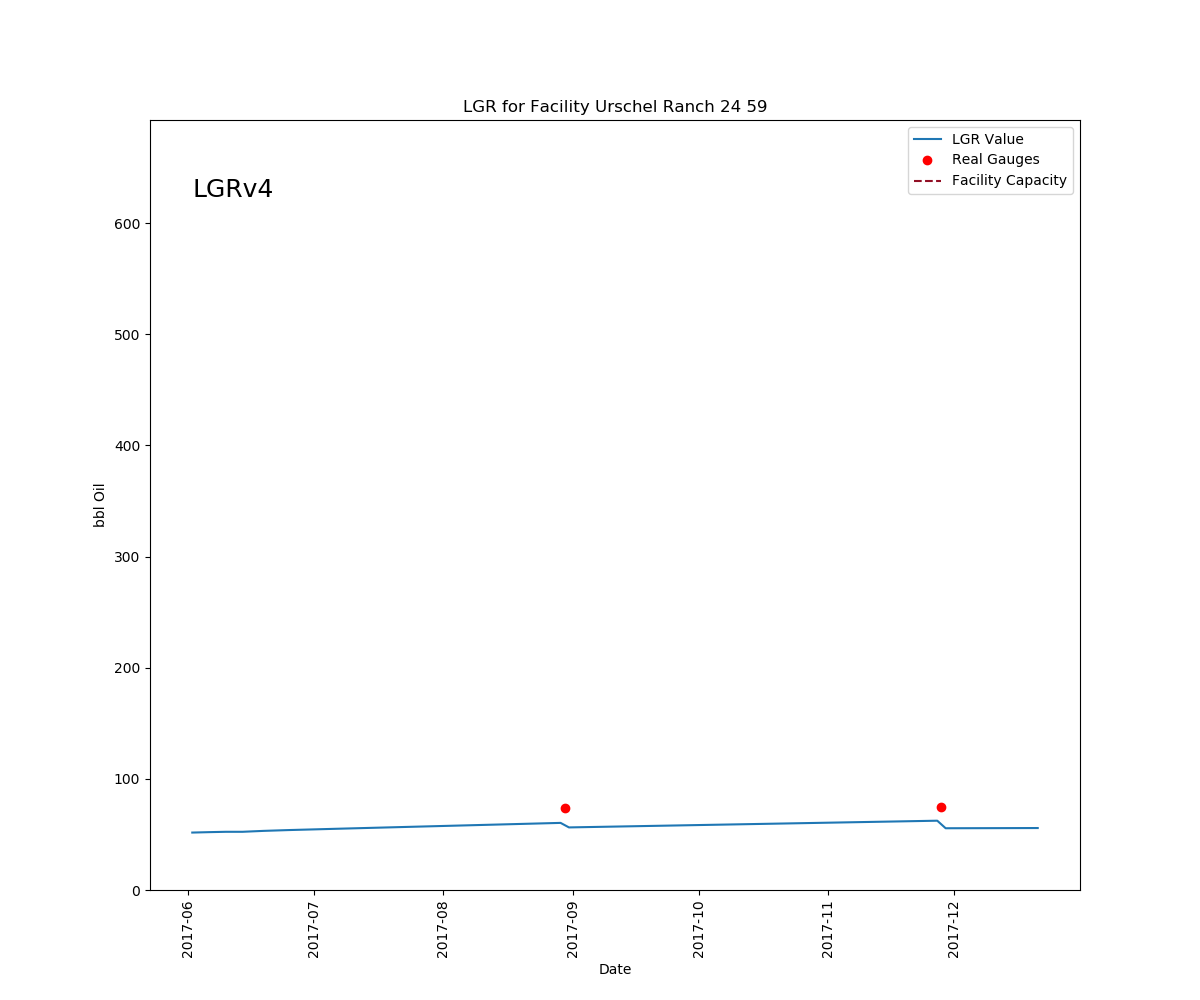 LGR for Facility Urschel Ranch 24 59
LGRv4
LGR Value
Real Gauges
Facility Capacity
bbl Oil
600
500
400
300
200
100
0
2017-06
2017-07
2017-08
2017-09
2017-10
2017-11
2017-12
Date